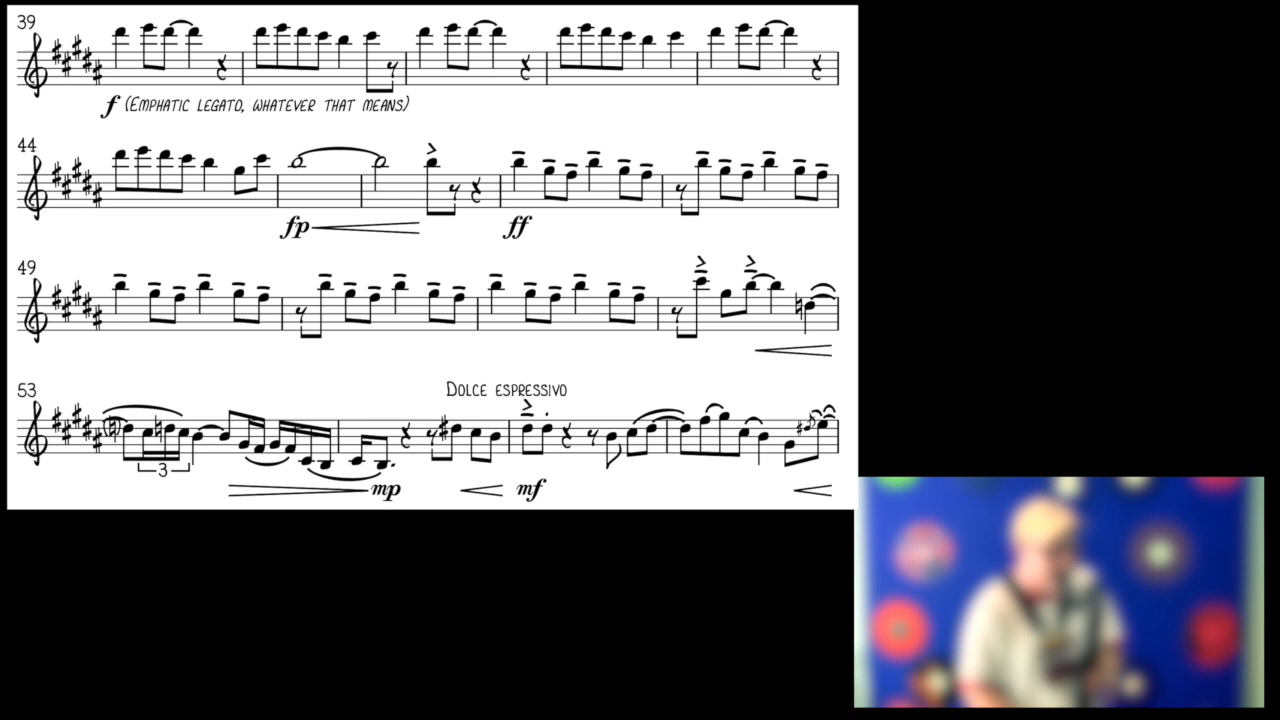 39
f (Emphatic legato, whatever that means)
44
fp
ff
49
Dolce espressivo
53
3
mp
mf